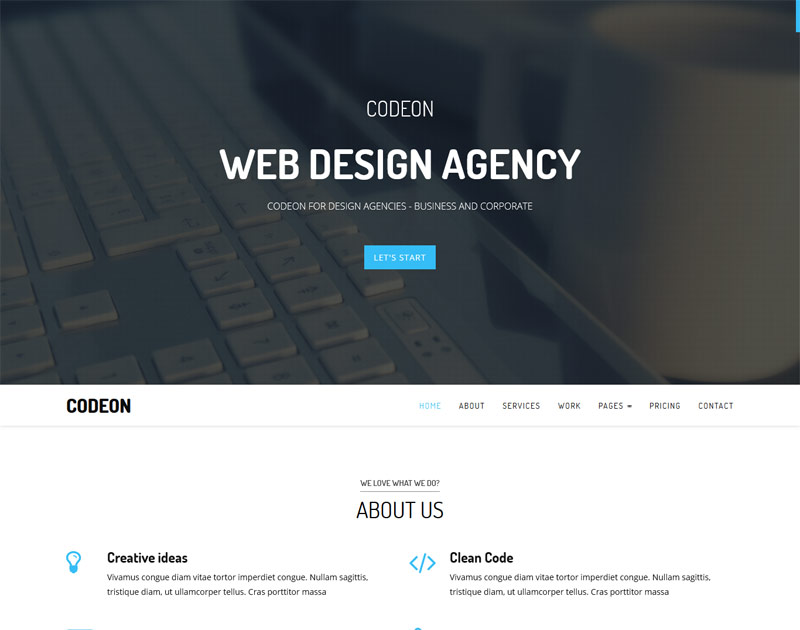 CODEON
WEB DESIGN AGENCY
CODEON FOR DESIGN AGENCIES - BUSINESS AND CORPORATE
LET'S START
CODEON
HOME ABOUT SERVICES WORK PAGES PRICING CONTACT
WE LOVE WHAT WE DO?
ABOUT US
Creative ideas
Vivamus congue diam vitae tortor imperdiet congue. Nullam sagittis,
tristique diam, ut ullamcorper tellus. Cras porttitor massa
Clean Code
Vivamus congue diam vitae tortor imperdiet congue. Nullam sagittis,
tristique diam, ut ullamcorper tellus. Cras porttitor massa